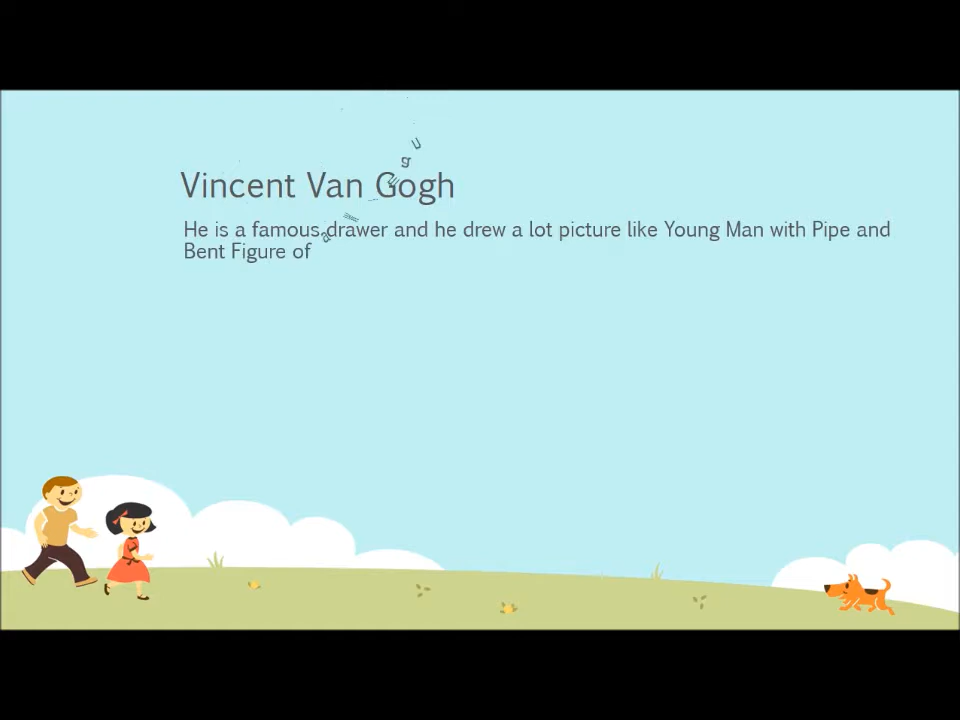 Vincent Van Gogh
He is a famous drawer and he drew a lot picture like Young Man with Pipe and
Bent Figure of